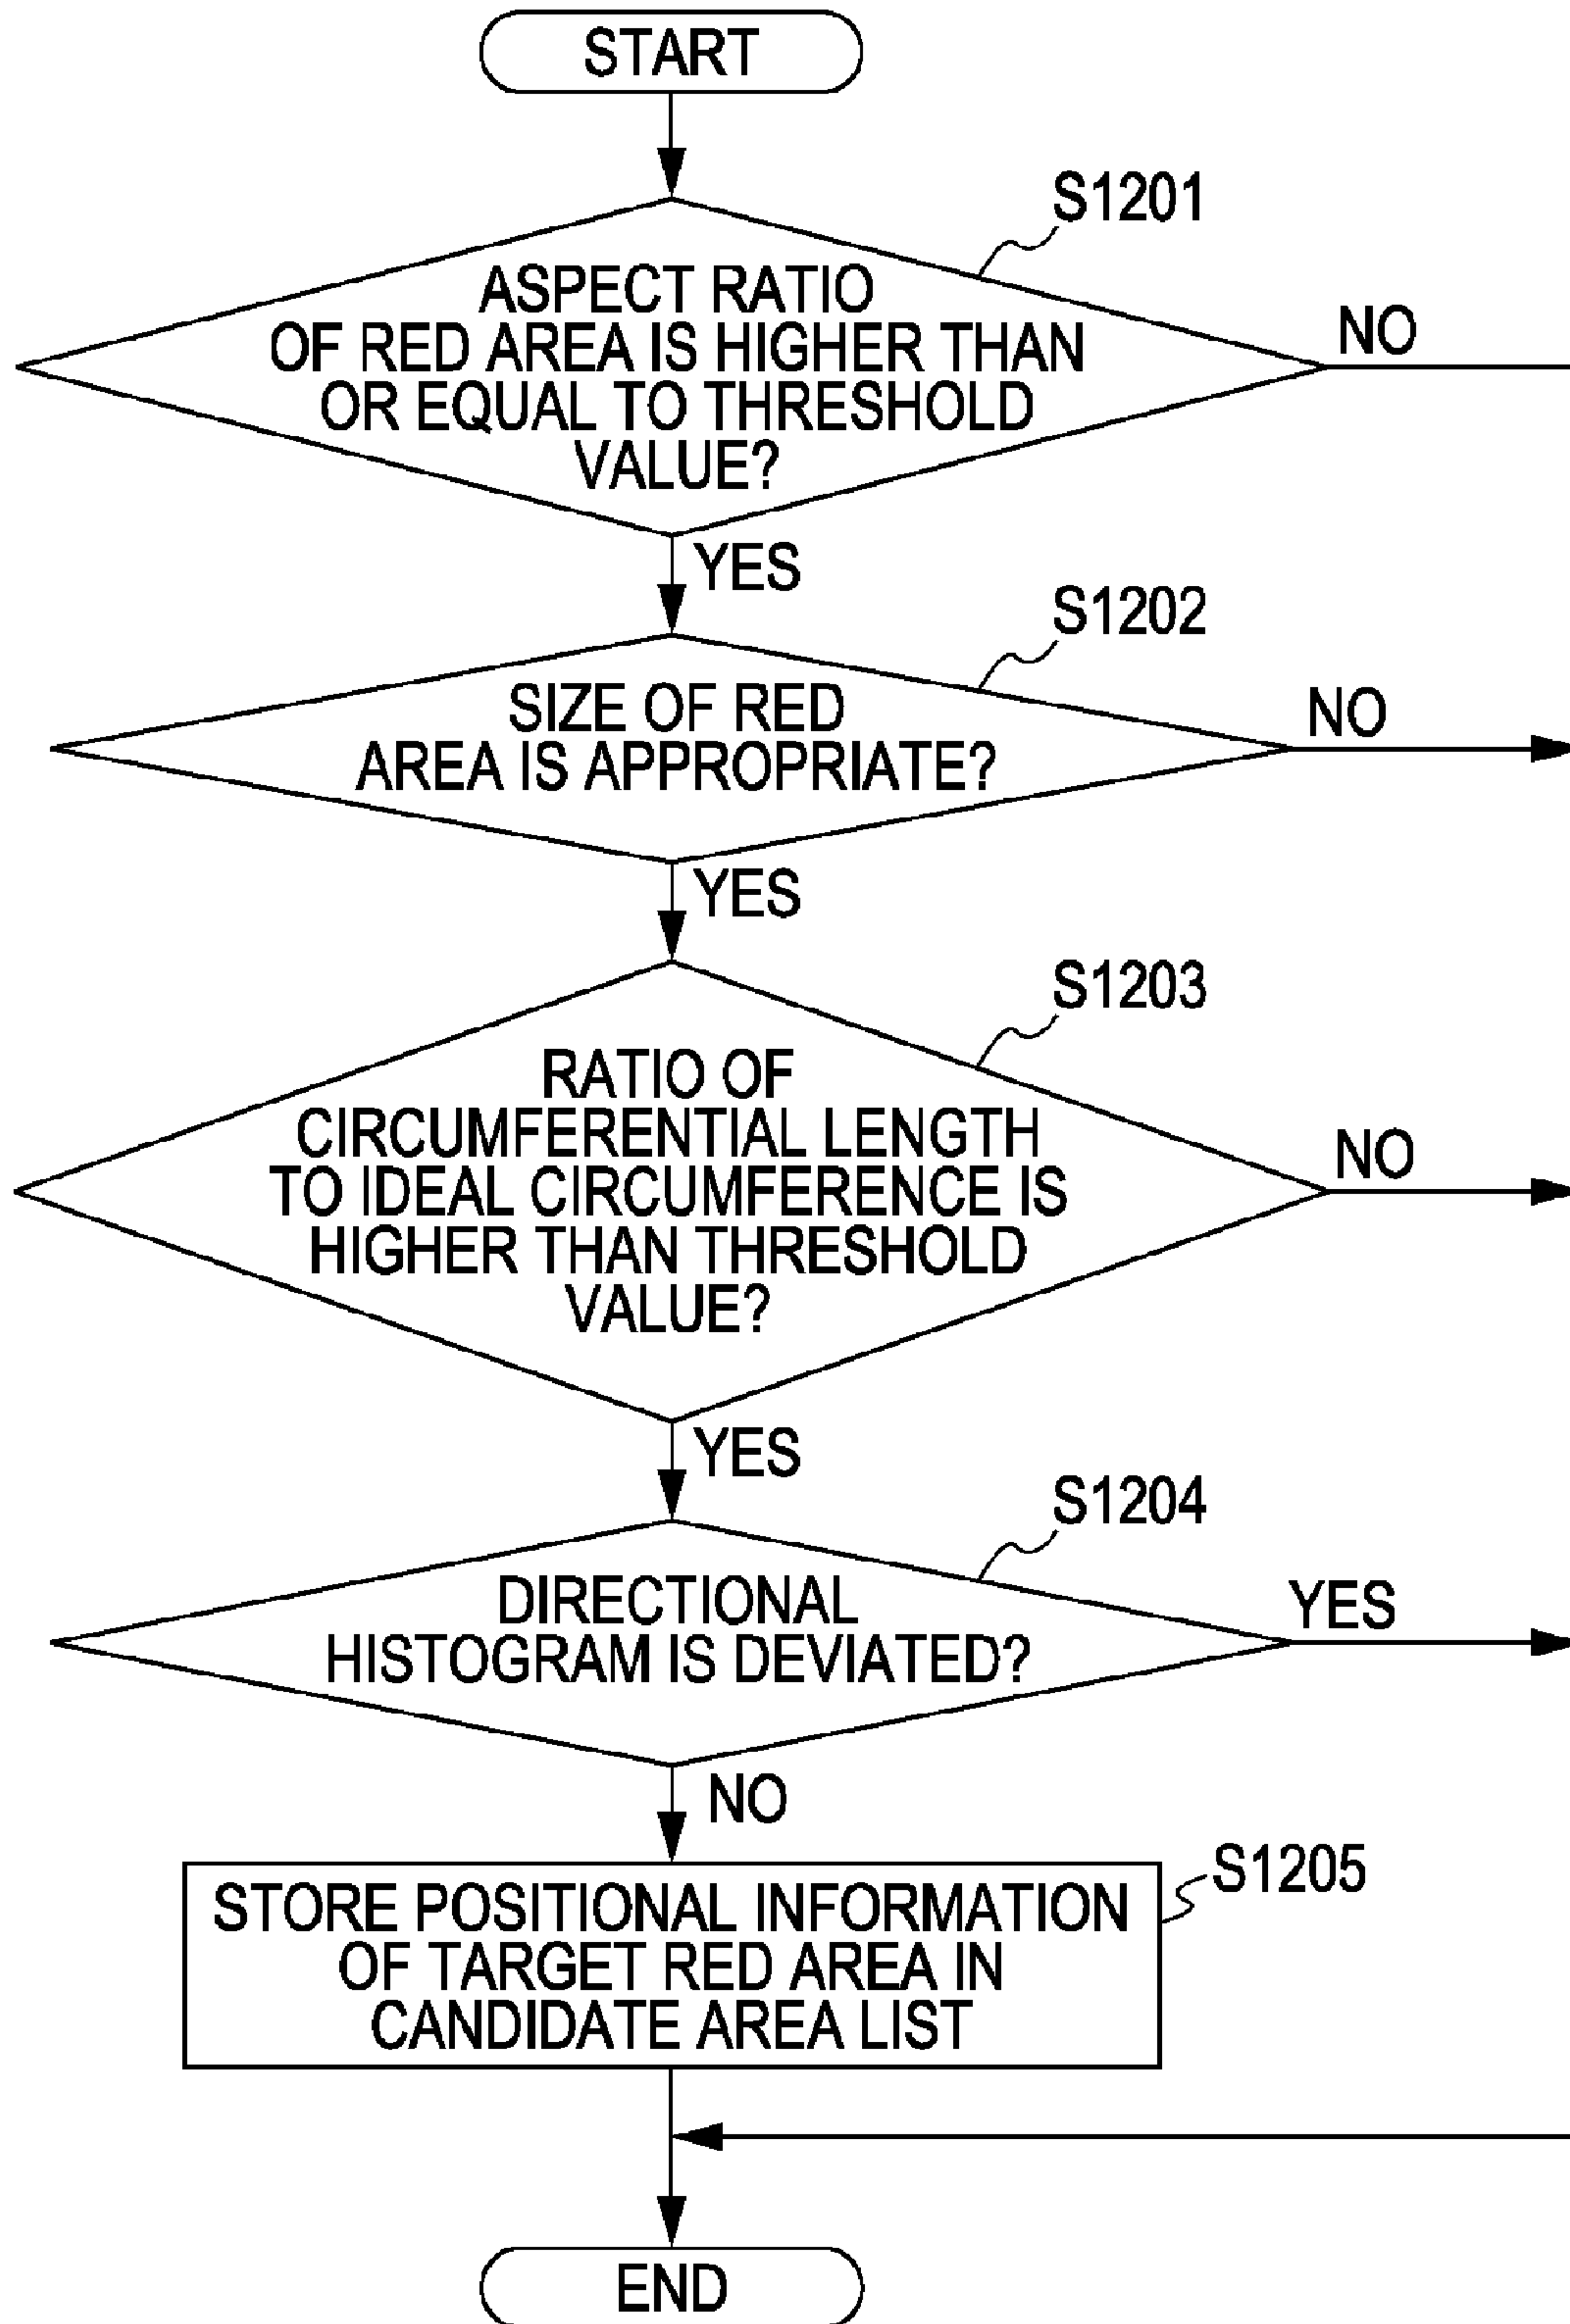 START
S1201
ASPECT RATIO
OF RED AREA IS HIGHER THAN
OR EQUAL TO THRESHOLD
VALUE?
NO
YES
S1202
SIZE OF RED
AREA IS APPROPRIATE?
NO
YES
S1203
RATIO OF
CIRCUMFERENTIAL LENGTH
TO IDEAL CIRCUMFERENCE IS
HIGHER THAN THRESHOLD
VALUE?
NO
YES
S1204
DIRECTIONAL
HISTOGRAM IS DEVIATED?
YES
NO
S1205
STORE POSITIONAL INFORMATION
OF TARGET RED AREA IN
CANDIDATE AREA LIST
END